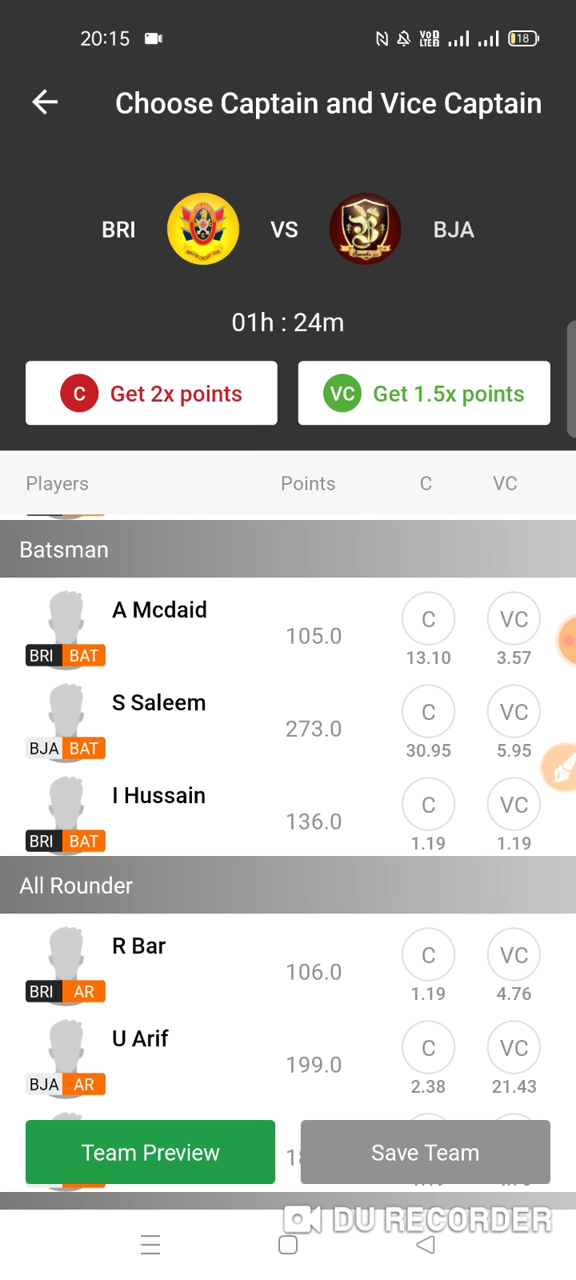 20:15
VoD LTE2 18
Choose Captain and Vice Captain
BRI VS BJA
01h : 24m
C Get 2x points
VC Get 1.5x points
Players Points C VC
Batsman
A Mcdaid
BRI BAT
105.0
C VC
13.10 3.57
S Saleem
BJA BAT
273.0
C VC
30.95 5.95
I Hussain
BRI BAT
136.0
C VC
1.19 1.19
All Rounder
R Bar
BRI AR
106.0
C VC
1.19 4.76
U Arif
BJA AR
199.0
C VC
2.38 21.43
Team Preview
Save Team
DU RECORDER